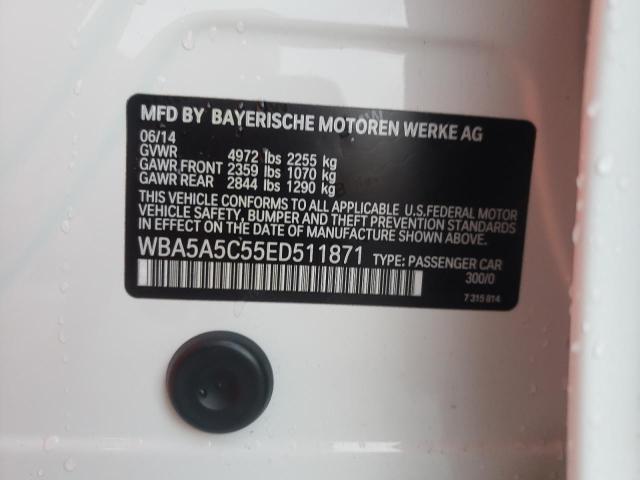 MFD BY BAYERISCHE MOTOREN WERKE AG
06/14
GVWR 4972 lbs 2255 kg
GAWR FRONT 2359 lbs 1070 kg
GAWR REAR 2844 lbs 1290 kg
THIS VEHICLE CONFORMS TO ALL APPLICABLE U.S.FEDERAL MOTOR
VEHICLE SAFETY, BUMPER AND THEFT PREVENTION STANDARDS
IN EFFECT ON THE DATE OF MANUFACTURE SHOWN ABOVE.
WBA5A5C55ED511871 TYPE: PASSENGER CAR
300/0
7 315 814